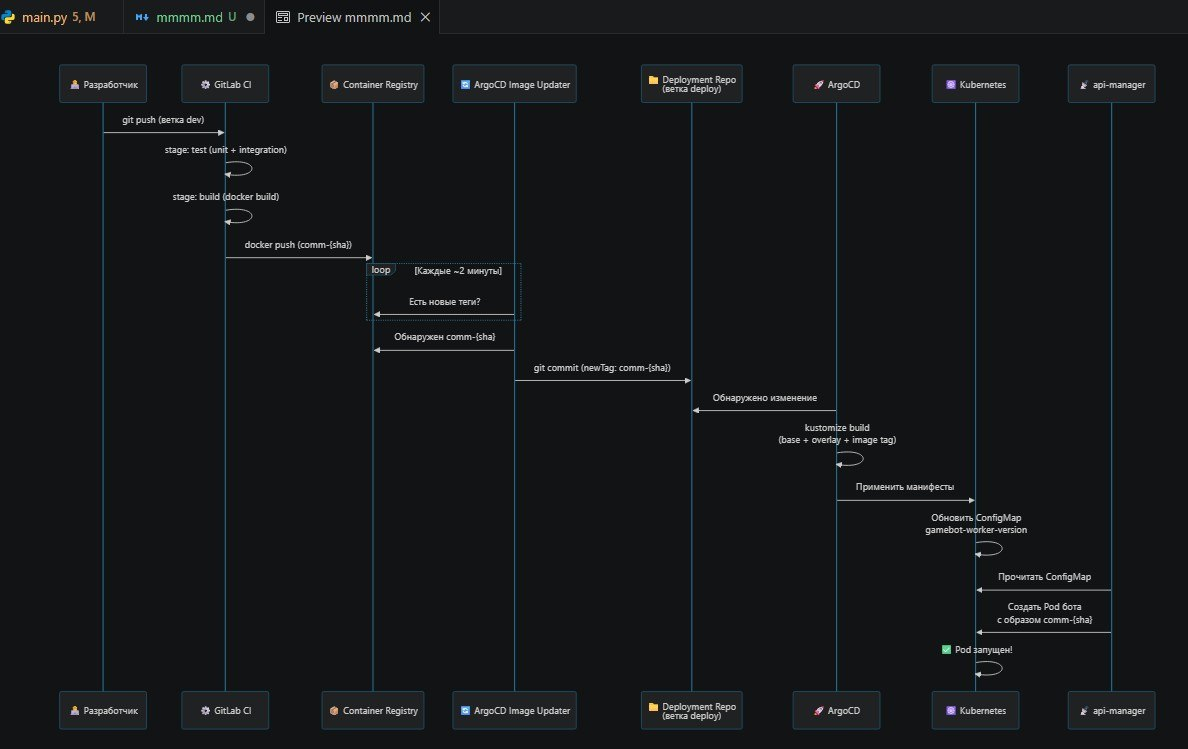 main.py 5, M
mmmm.md U
Preview mmmm.md
Разработчик
GitLab CI
Container Registry
ArgoCD Image Updater
Deployment Repo
(ветка deploy)
ArgoCD
Kubernetes
api-manager
git push (ветка dev)
stage: test (unit + integration)
stage: build (docker build)
docker push (comm-{sha})
loop
[Каждые ~2 минуты]
Есть новые теги?
Обнаружен comm-{sha}
git commit (newTag: comm-{sha})
Обнаружено изменение
kustomize build
(base + overlay + image tag)
Применить манифесты
Обновить ConfigMap
gamebot-worker-version
Прочитать ConfigMap
Создать Pod бота
с образом comm-{sha}
✅ Pod запущен!
Разработчик
GitLab CI
Container Registry
ArgoCD Image Updater
Deployment Repo
(ветка deploy)
ArgoCD
Kubernetes
api-manager